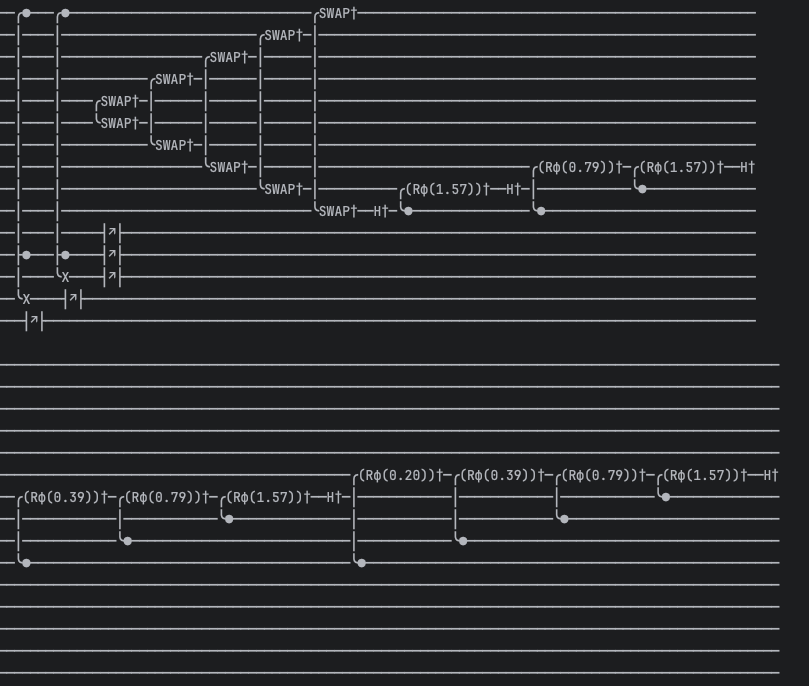 ─╭●───╭●─────────────────────────────────╭SWAP†──────────────────────────────────────────────────
─│────│───────────────────────────╭SWAP†─│───────────────────────────────────────────────────────
─│────│────────────────────╭SWAP†─│──────│───────────────────────────────────────────────────────
─│────│─────────────╭SWAP†─│──────│──────│───────────────────────────────────────────────────────
─│────│──────╭SWAP†─│──────│──────│──────│───────────────────────────────────────────────────────
─│────│──────╰SWAP†─│──────│──────│──────│───────────────────────────────────────────────────────
─│────│─────────────╰SWAP†─│──────│──────│───────────────────────────────────────────────────────
─│────│────────────────────╰SWAP†─│──────│─────────────────────────────╭(Rϕ(0.79))†─╭(Rϕ(1.57))†──H†
─│────│───────────────────────────╰SWAP†─│───────────╭(Rϕ(1.57))†──H†─│────────────╰●─────────────
─│────│──────────────────────────────────╰SWAP†──H†─╰●────────────────╰●──────────────────────────
─│────│─────┤↗├──────────────────────────────────────────────────────────────────────────────────
─├●───├●────┤↗├──────────────────────────────────────────────────────────────────────────────────
─│────╰X────┤↗├──────────────────────────────────────────────────────────────────────────────────
─╰X────┤↗├───────────────────────────────────────────────────────────────────────────────────────
───┤↗├───────────────────────────────────────────────────────────────────────────────────────────
────────────────────────────────────────────────────────────────────────────────────────────────────
────────────────────────────────────────────────────────────────────────────────────────────────────
────────────────────────────────────────────────────────────────────────────────────────────────────
────────────────────────────────────────────────────────────────────────────────────────────────────
────────────────────────────────────────────────────────────────────────────────────────────────────
─────────────────────────────────────────────╭(Rϕ(0.20))†─╭(Rϕ(0.39))†─╭(Rϕ(0.79))†─╭(Rϕ(1.57))†──H†
─╭(Rϕ(0.39))†─╭(Rϕ(0.79))†─╭(Rϕ(1.57))†──H†─│────────────│────────────│────────────╰●──────────────
─│────────────│────────────╰●───────────────│────────────│────────────╰●───────────────────────────
─│────────────╰●────────────────────────────│────────────╰●────────────────────────────────────────
─╰●─────────────────────────────────────────╰●─────────────────────────────────────────────────────
────────────────────────────────────────────────────────────────────────────────────────────────────
────────────────────────────────────────────────────────────────────────────────────────────────────
────────────────────────────────────────────────────────────────────────────────────────────────────
────────────────────────────────────────────────────────────────────────────────────────────────────
────────────────────────────────────────────────────────────────────────────────────────────────────